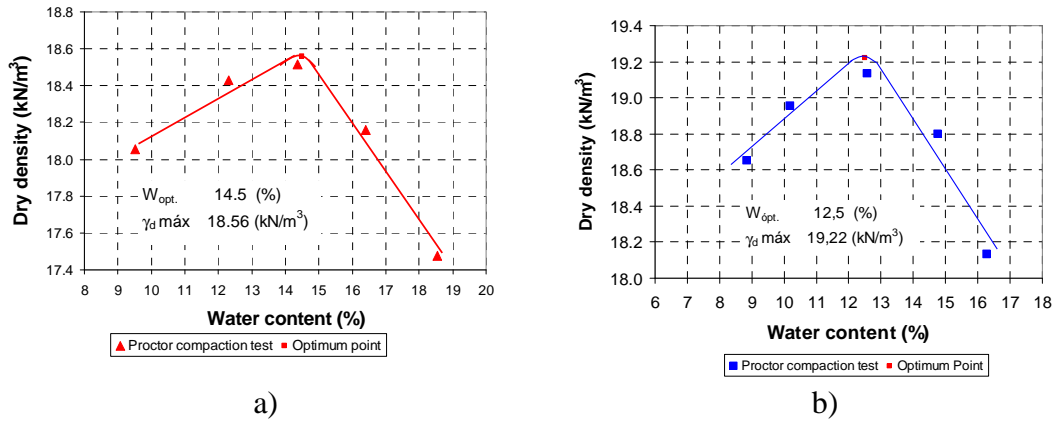 18.8
18.6
18.4
18.2
18.0
17.8
17.6
17.4
Dry density (kN/m³)
W opt. 14.5 (%)
γd máx 18.56 (kN/m³)
8 9 10 11 12 13 14 15 16 17 18 19 20
Water content (%)
Proctor compaction test Optimum point
a)
19.4
19.2
19.0
18.8
18.6
18.4
18.2
18.0
Dry density (kN/m³)
W ópt. 12,5 (%)
γd máx 19,22 (kN/m³)
6 7 8 9 10 11 12 13 14 15 16 17 18
Water content (%)
Proctor compaction test Optimum Point
b)